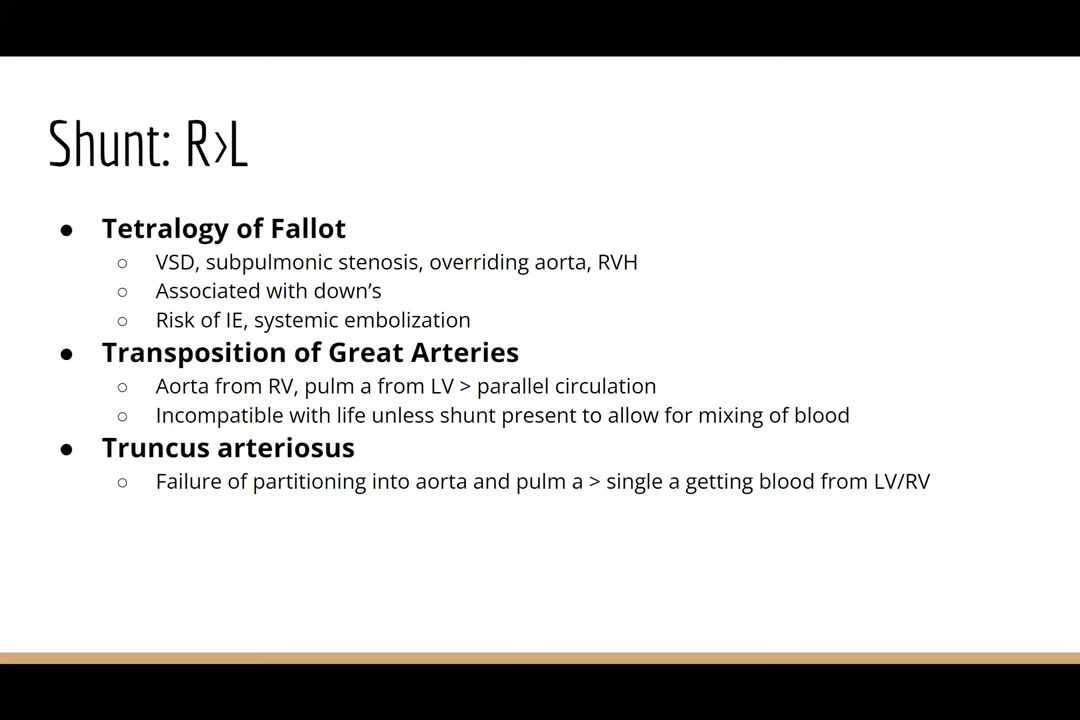 Shunt: R>L
● Tetralogy of Fallot
○ VSD, subpulmonic stenosis, overriding aorta, RVH
○ Associated with down's
○ Risk of IE, systemic embolization
● Transposition of Great Arteries
○ Aorta from RV, pulm a from LV > parallel circulation
○ Incompatible with life unless shunt present to allow for mixing of blood
● Truncus arteriosus
○ Failure of partitioning into aorta and pulm a > single a getting blood from LV/RV